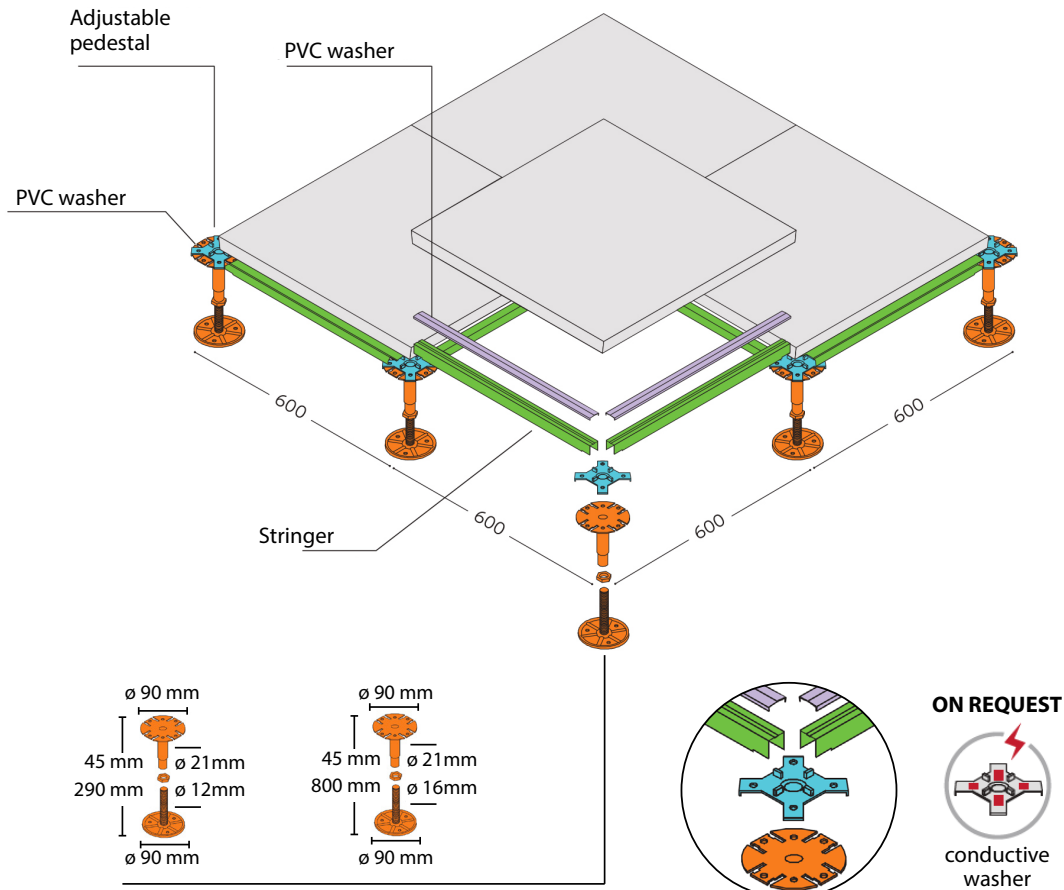 Adjustable
pedestal
PVC washer
PVC washer
600
600
600
600
Stringer
ø 90 mm
45 mm
290 mm
ø 21mm
ø 12mm
ø 90 mm
ø 90 mm
45 mm
800 mm
ø 21mm
ø 16mm
ø 90 mm
ON REQUEST
conductive
washer